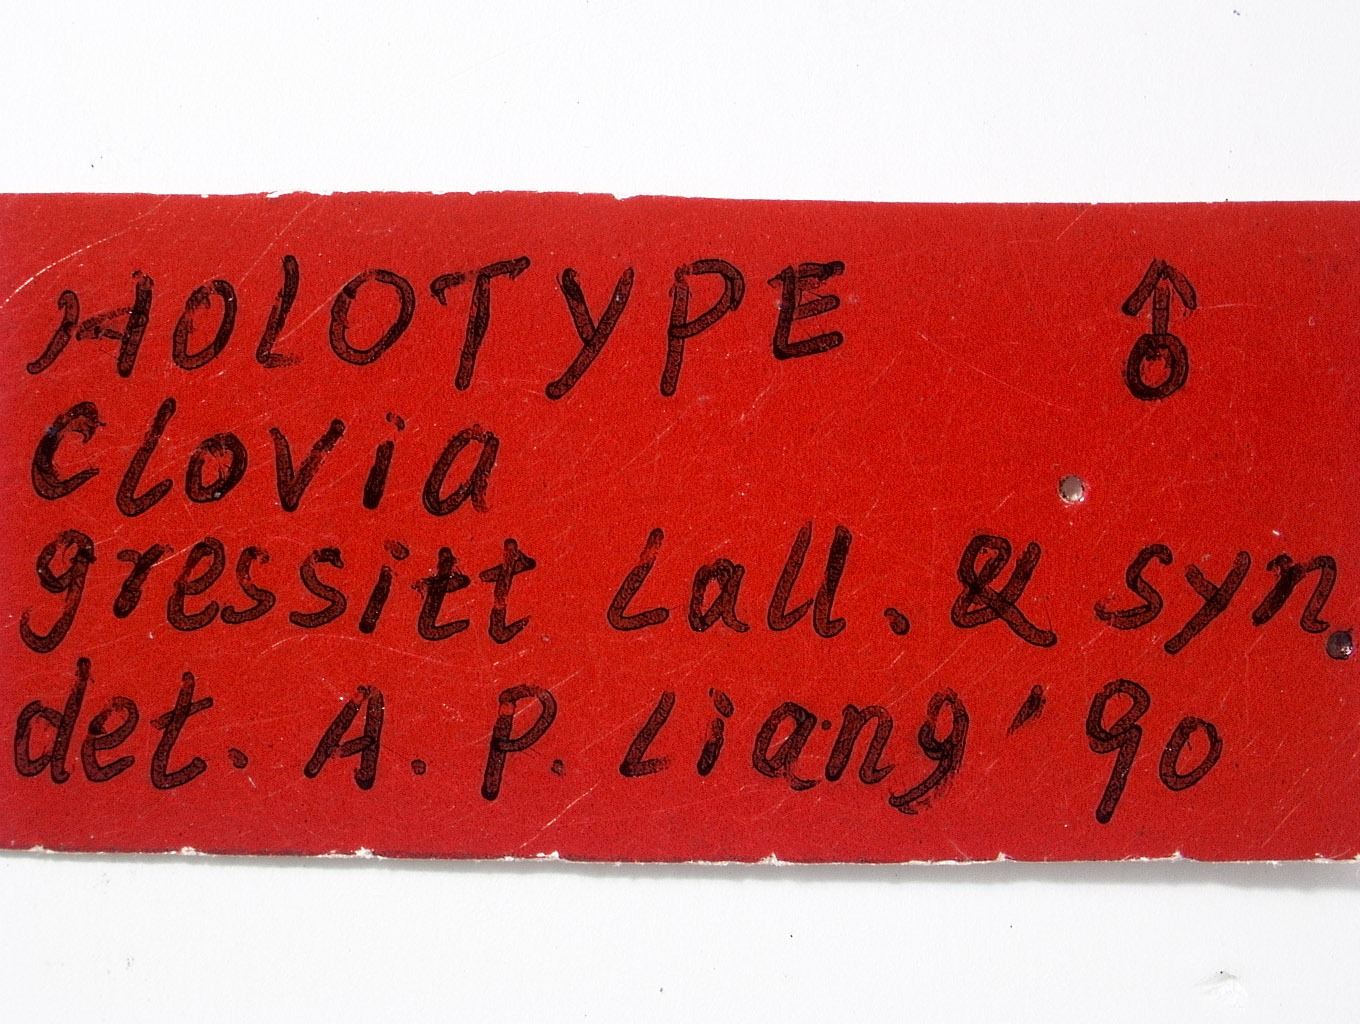 HOLOTYPE ♂
Clovia
gressitt Lall. & Syn.
det. A. P. Liang '90